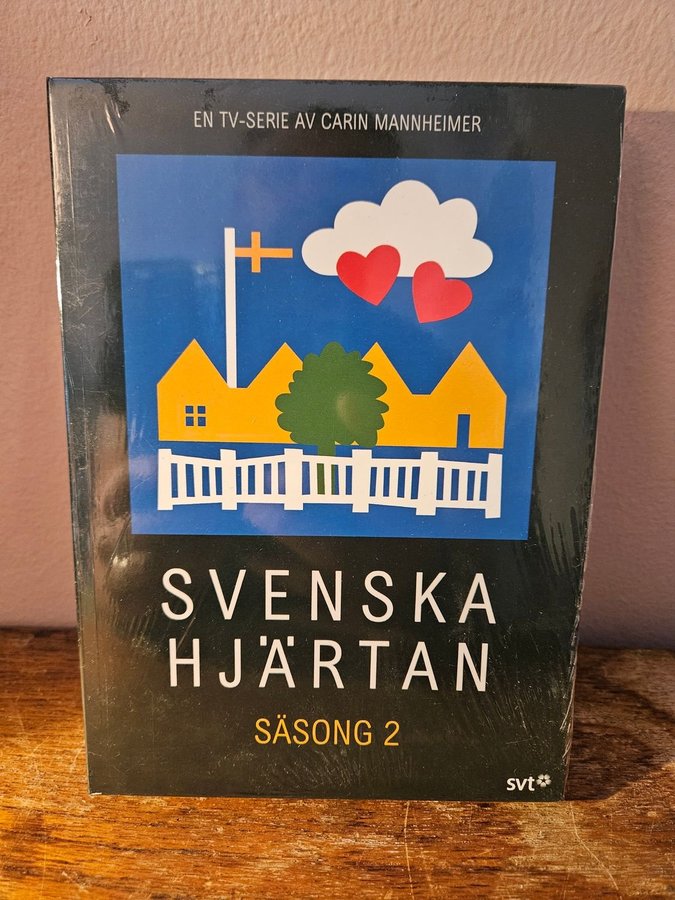 EN TV-SERIE AV CARIN MANNHEIMER
SVENSKA
HJÄRTAN
SÄSONG 2
svt